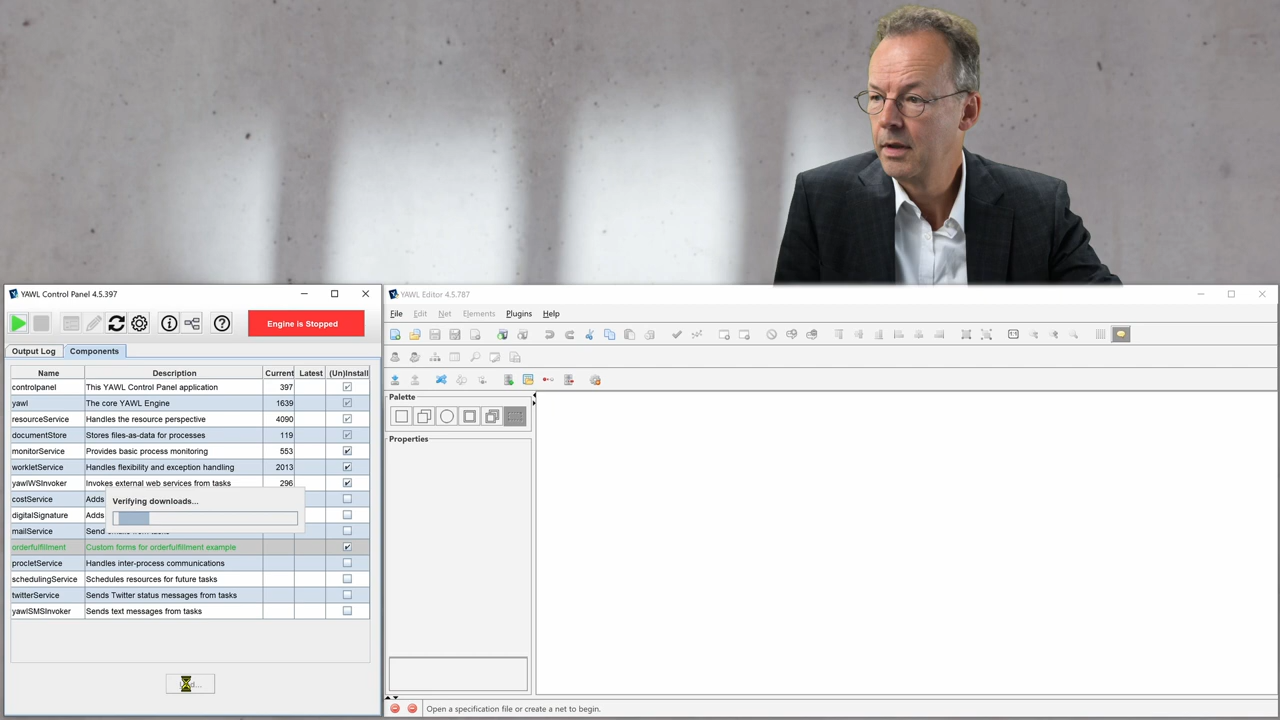 YAWL Control Panel 4.5.397
Engine is Stopped
Output Log
Components
Name Description Current Latest (Un)Install
controlpanel This YAWL Control Panel application 397
yawl The core YAWL Engine 1639
resourceService Handles the resource perspective 4090
documentStore Stores files-as-data for processes 119
monitorService Provides basic process monitoring 553
workletService Handles flexibility and exception handling 2013
yawlWSInvoker Invokes external web services from tasks 296
costService Adds
digitalSignature Adds
mailService Send
Verifying downloads...
orderfulfillment Custom forms for orderfulfillment example
procletService Handles inter-process communications
schedulingService Schedules resources for future tasks
twitterService Sends Twitter status messages from tasks
yawlSMSInvoker Sends text messages from tasks
YAWL Editor 4.5.787
File Edit Net Elements Plugins Help
Palette
Properties
Open a specification file or create a net to begin.